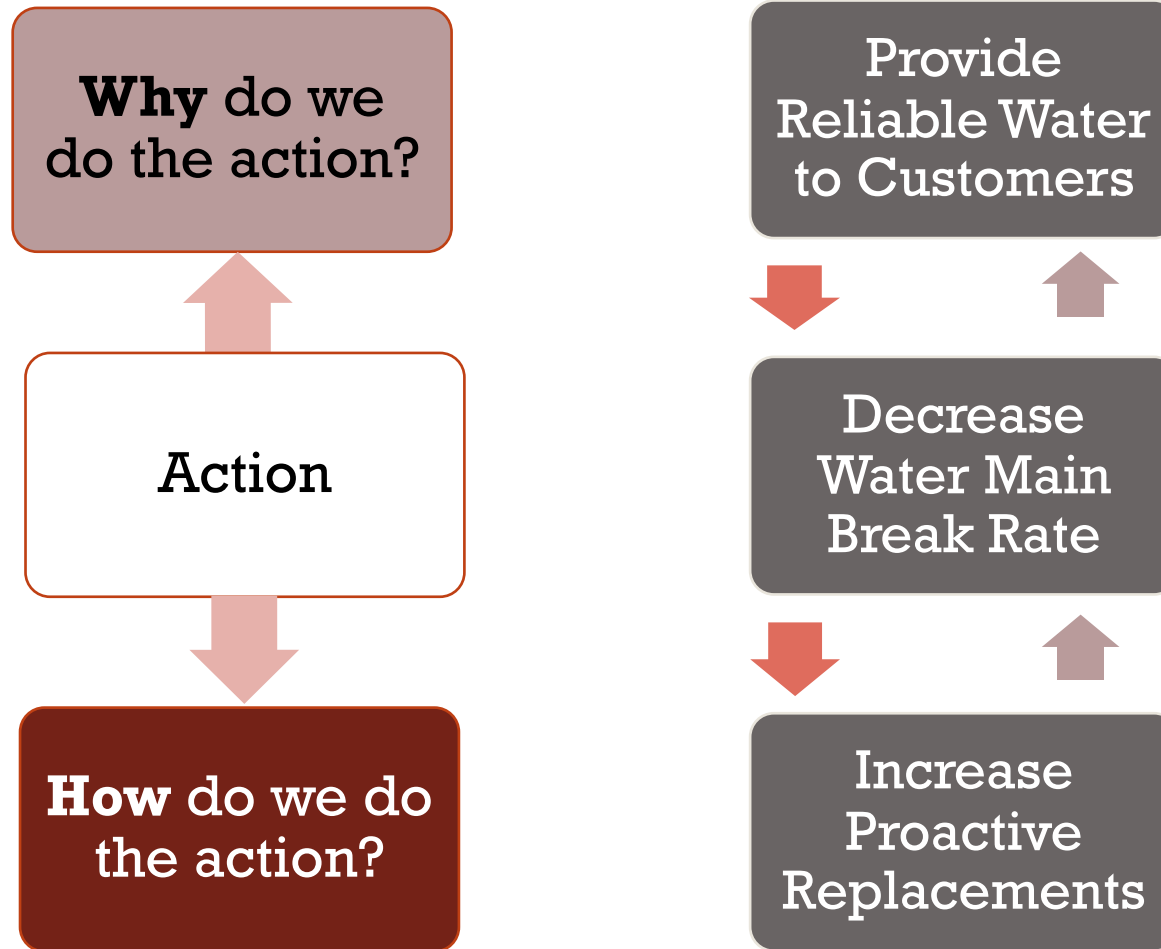 Why do we
do the action?
Action
How do we do
the action?
Provide
Reliable Water
to Customers
Decrease
Water Main
Break Rate
Increase
Proactive
Replacements